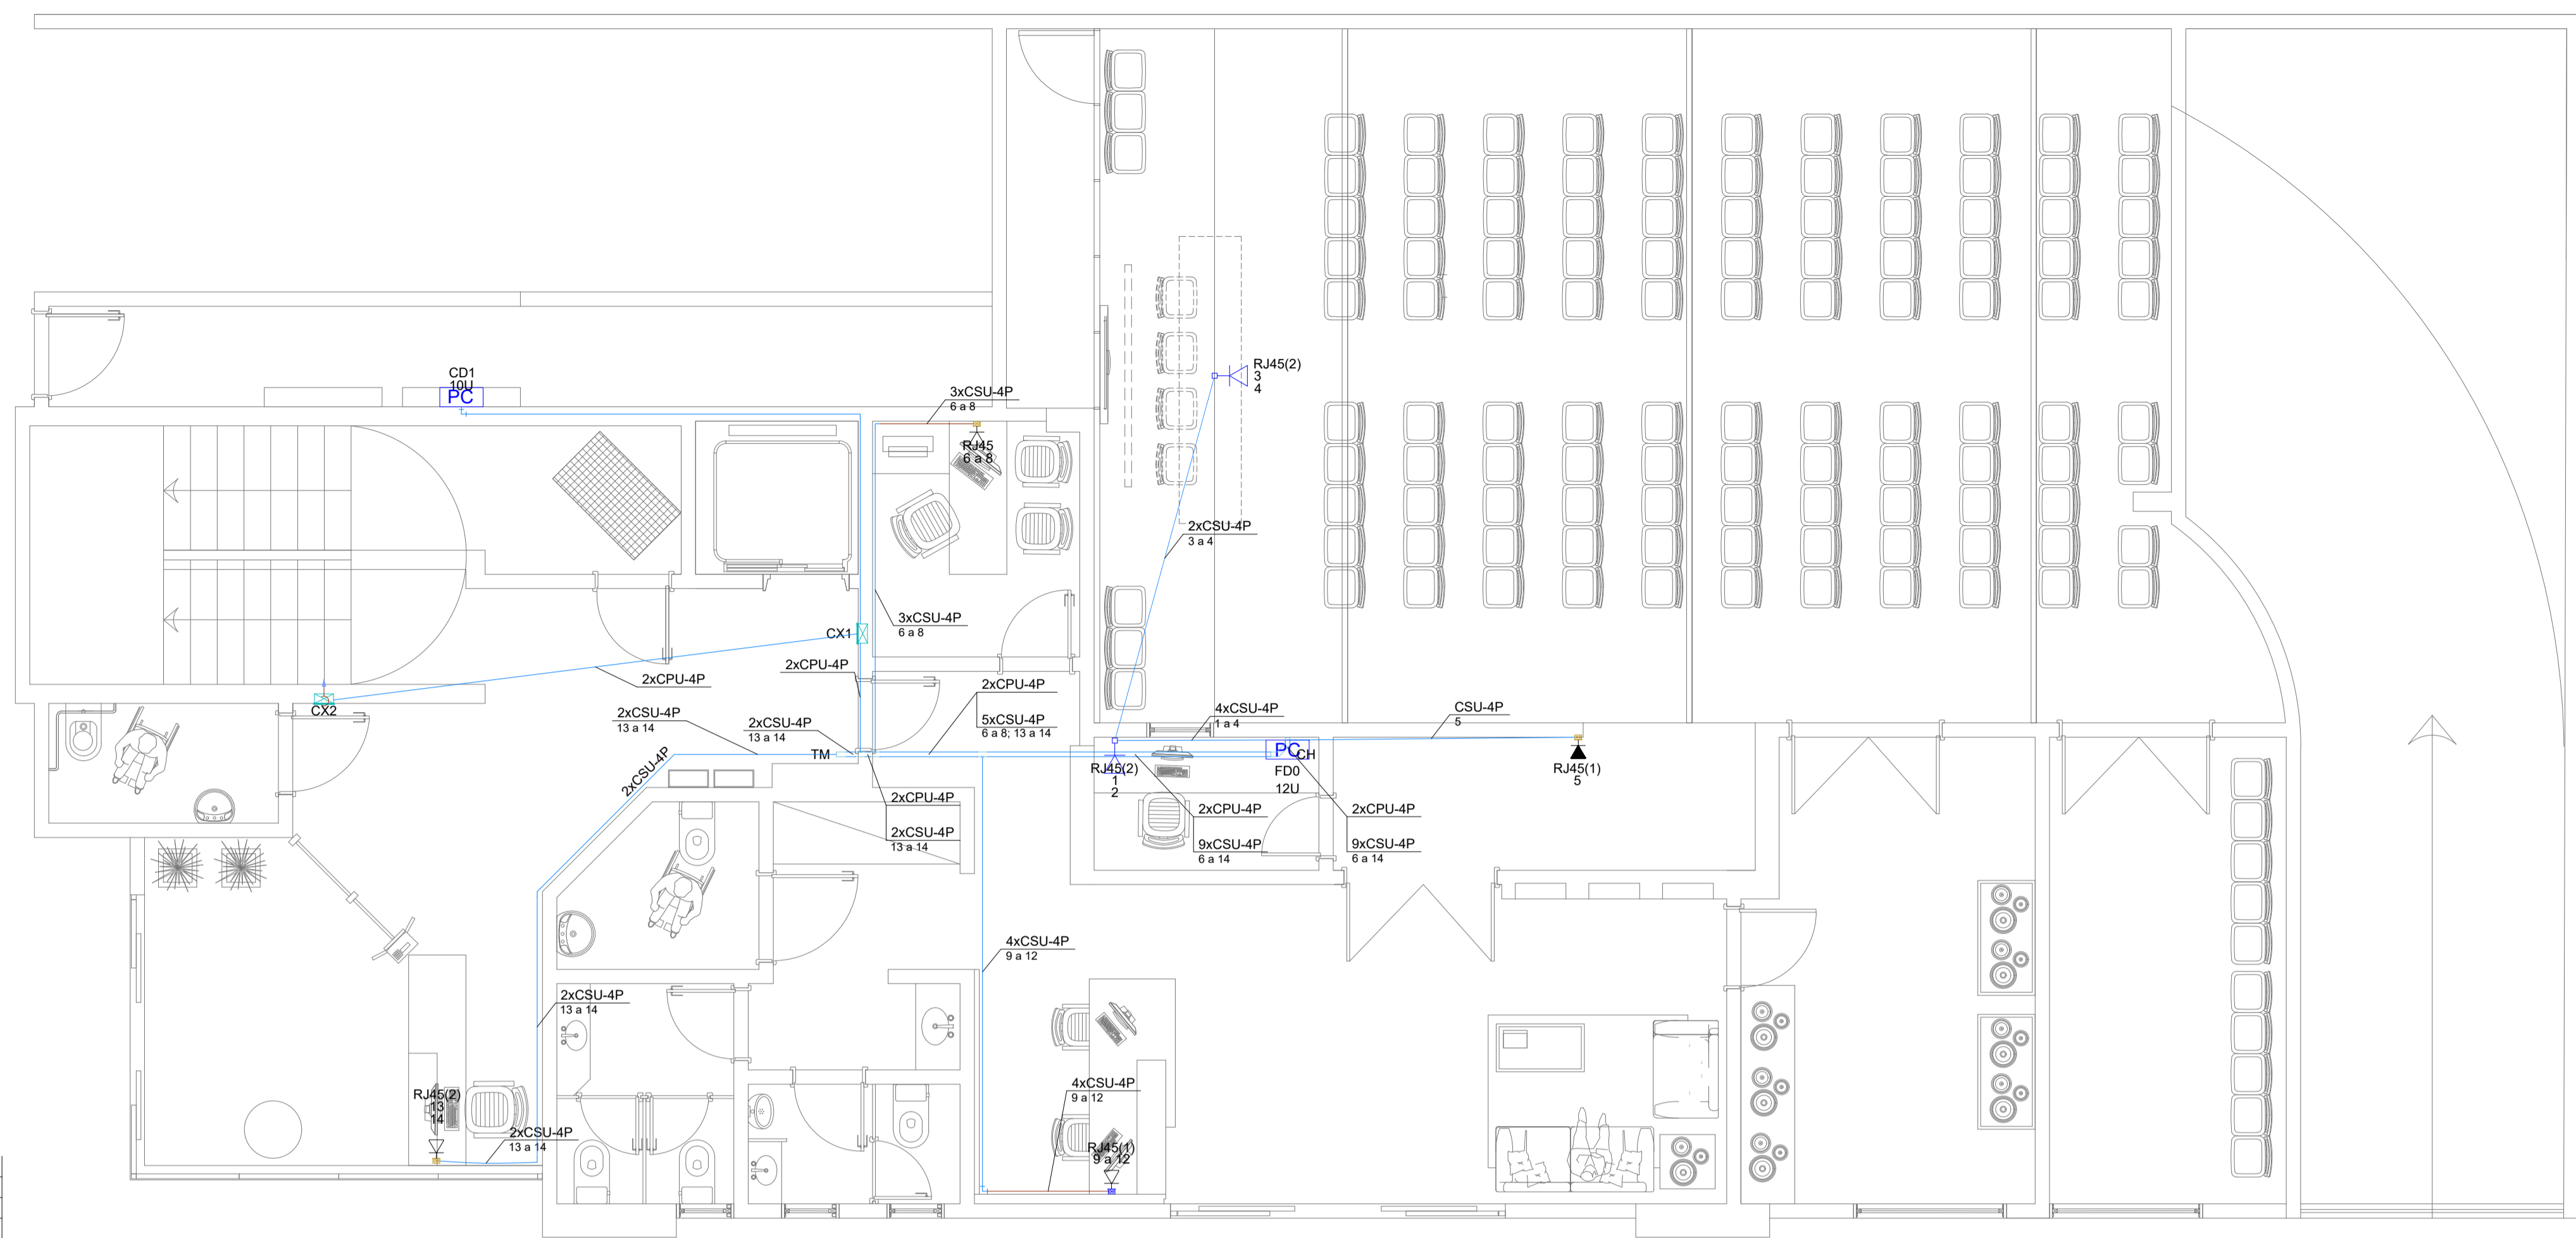 CD1
10U
PC
3xCSU-4P
6 a 8
RJ45
6 a 8
RJ45(2)
3
4
2xCSU-4P
3 a 4
3xCSU-4P
6 a 8
CX1
2xCPU-4P
2xCPU-4P
CX2
2xCPU-4P
5xCSU-4P
6 a 8; 13 a 14
2xCSU-4P
13 a 14
2xCSU-4P
13 a 14
2xCSU-4P
TM
4xCSU-4P
1 a 4
CSU-4P
5
PC
CH
FD0
12U
RJ45(2)
1
2
RJ45(1)
5
2xCPU-4P
2xCSU-4P
13 a 14
2xCPU-4P
9xCSU-4P
6 a 14
2xCPU-4P
9xCSU-4P
6 a 14
4xCSU-4P
9 a 12
2xCSU-4P
13 a 14
4xCSU-4P
9 a 12
RJ45(2)
13
14
2xCSU-4P
13 a 14
RJ45(1)
9 a 12